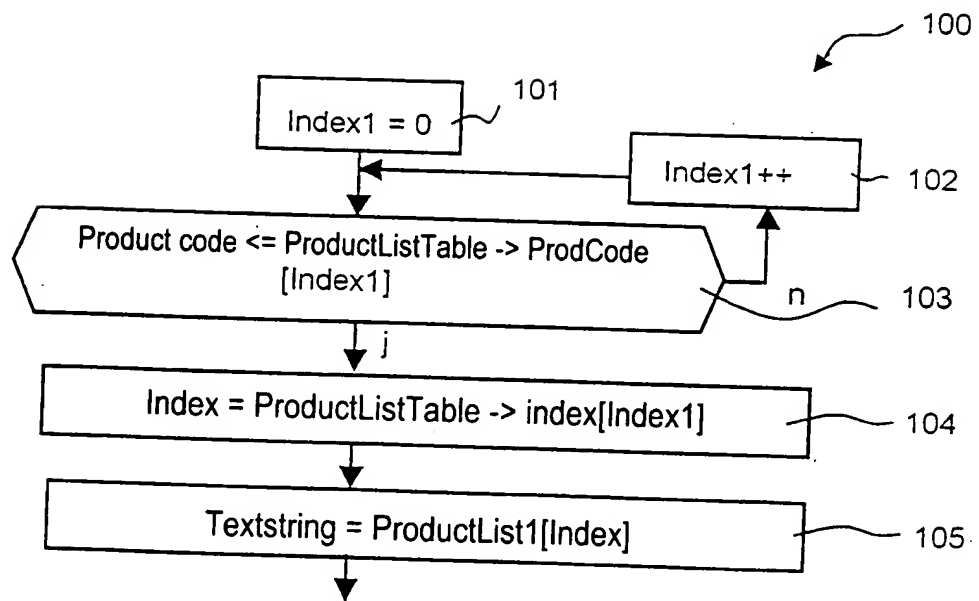 100
101
Index1 = 0
Index1++
102
Product code <= ProductListTable -> ProdCode
[Index1]
n
103
j
Index = ProductListTable -> index[Index1]
104
Textstring = ProductList1[Index]
105